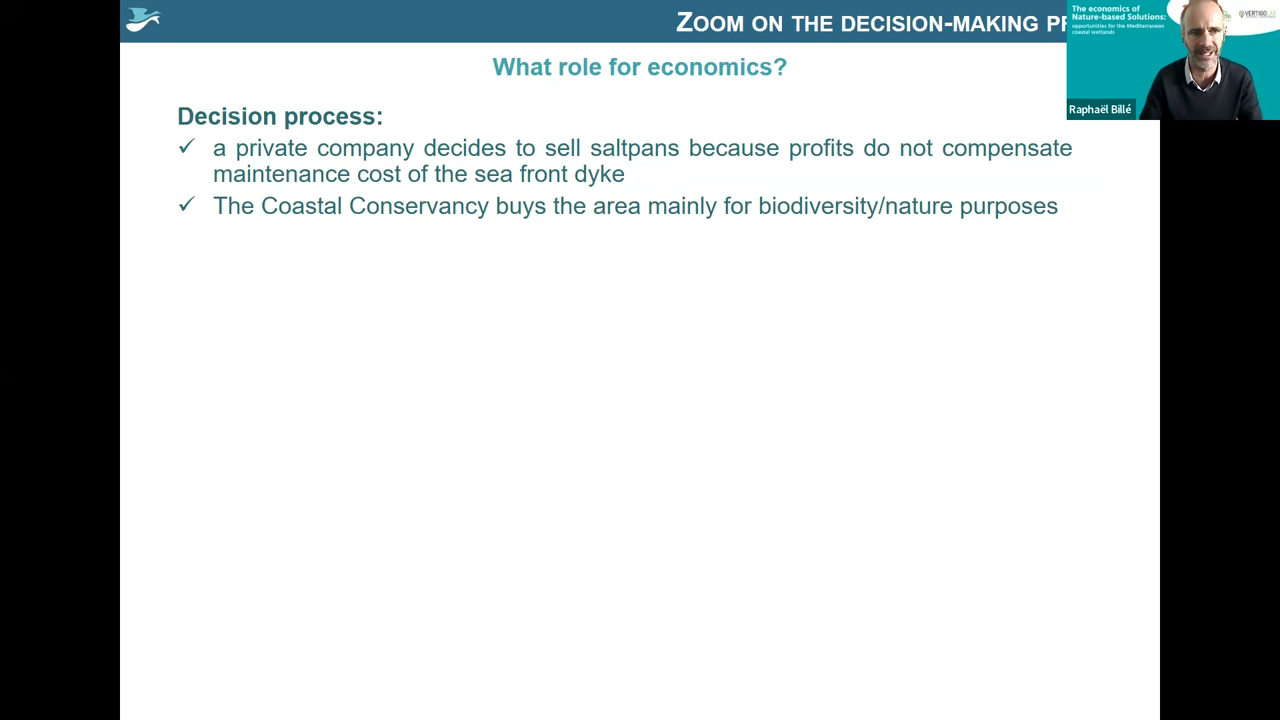 ZOOM ON THE DECISION-MAKING
What role for economics?
Decision process:
✓ a private company decides to sell saltpans because profits do not compensate
maintenance cost of the sea front dyke
✓ The Coastal Conservancy buys the area mainly for biodiversity/nature purposes
The economics of
Nature-based Solutions:
opportunities for the Mediterranean
coastal wetlands
VERTIGOLAB
Raphaël Billé